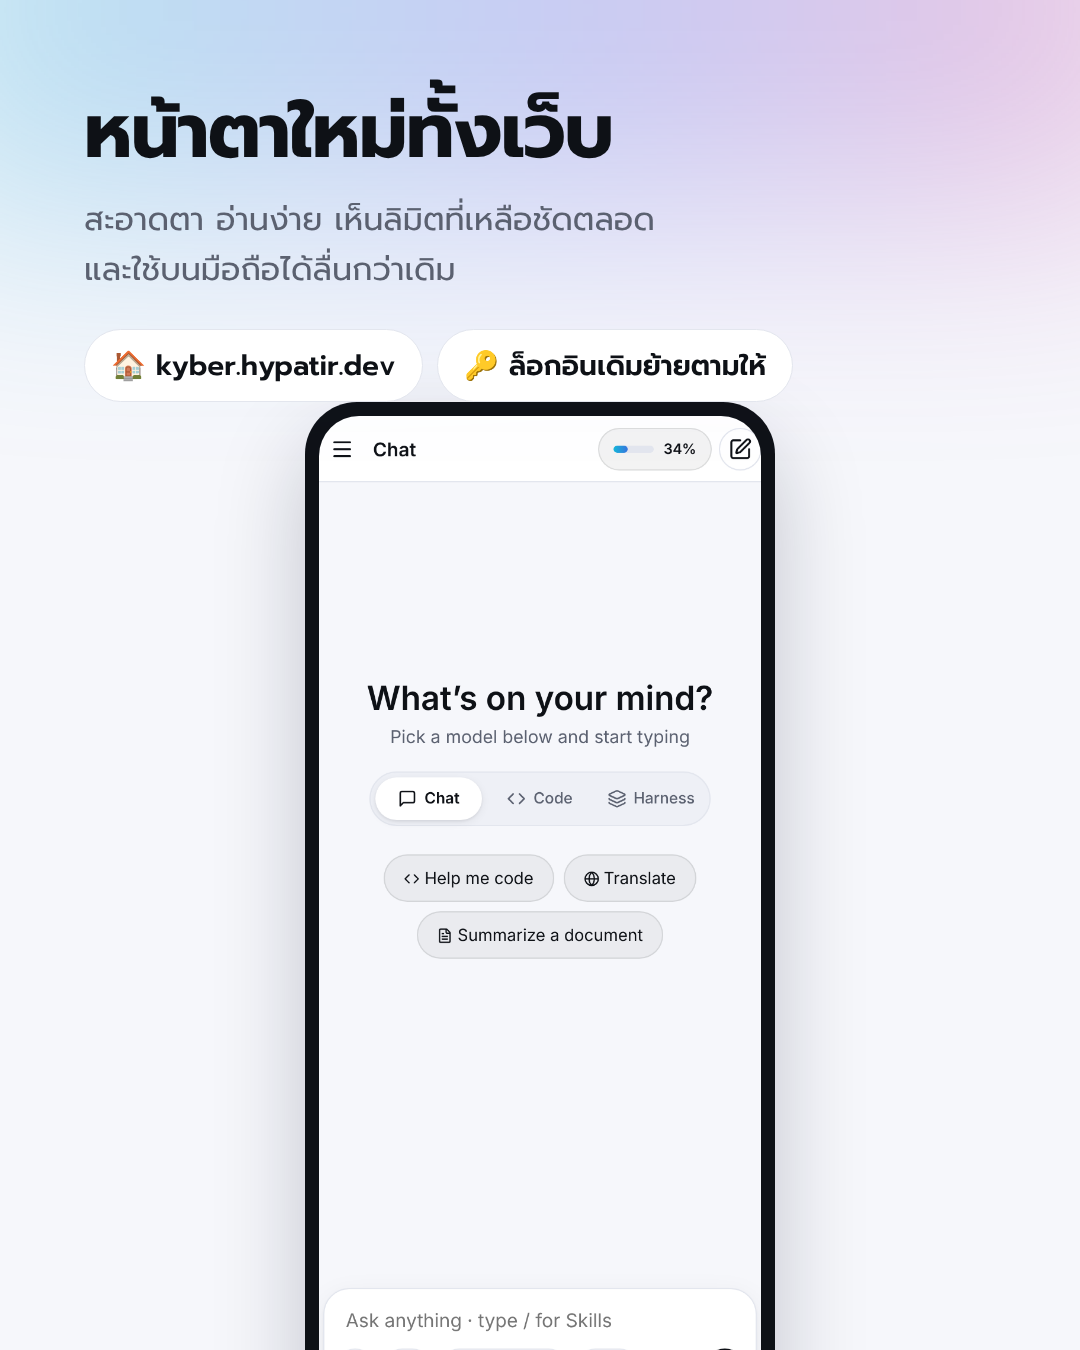 หน้าตาใหม่ทั้งเว็บ
สะอาดตา อ่านง่าย เห็นลิมิตที่เหลือชัดตลอด
และใช้บนมือถือได้ลื่นกว่าเดิม
🏠 kyber.hypatir.dev
🔑 ล็อกอินเดิมย้ายตามให้
Chat
34%
What's on your mind?
Pick a model below and start typing
Chat
Code
Harness
Help me code
Translate
Summarize a document
Ask anything · type / for Skills